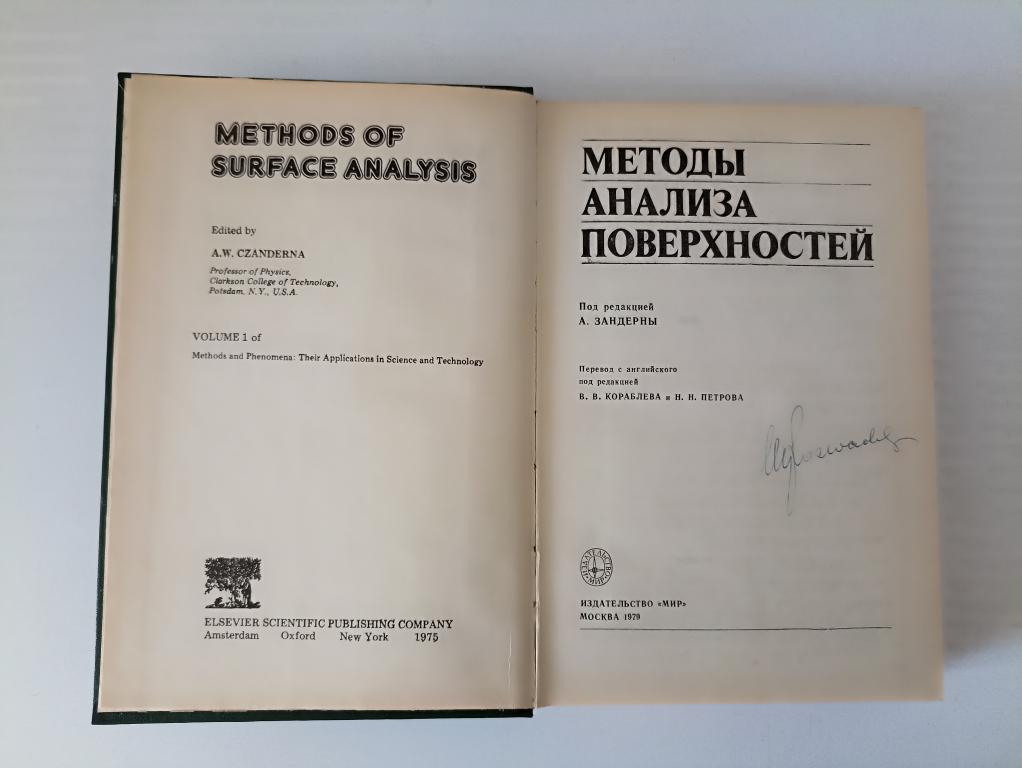 METHODS OF
SURFACE ANALYSIS
Edited by
A.W. CZANDERNA
Professor of Physics,
Clarkson College of Technology,
Potsdam, N.Y., U.S.A.
VOLUME 1 of
Methods and Phenomena: Their Applications in Science and Technology
ELSEVIER SCIENTIFIC PUBLISHING COMPANY
Amsterdam Oxford New York 1975
МЕТОДЫ
АНАЛИЗА
ПОВЕРХНОСТЕЙ
Под редакцией
А. ЗАНДЕРНЫ
Перевод с английского
под редакцией
В. В. КОРАБЛЕВА и Н. Н. ПЕТРОВА
ИЗДАТЕЛЬСТВО
МИР
ИЗДАТЕЛЬСТВО «МИР»
МОСКВА 1979